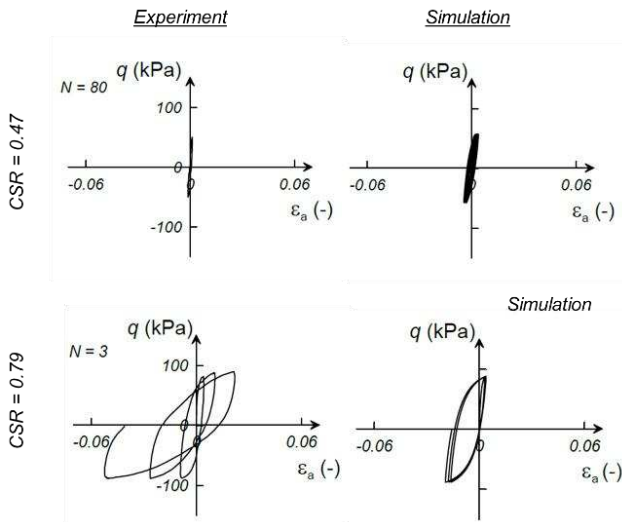 Experiment
Simulation
CSR = 0.47
q (kPa)
N = 80
100
0
-0.06
0
0.06
εa (-)
-100
q (kPa)
-0.06
0
0.06
εa (-)
Simulation
CSR = 0.79
q (kPa)
N = 3
100
0
-0.06
0
0.06
εa (-)
-100
q (kPa)
-0.06
0
0.06
εa (-)